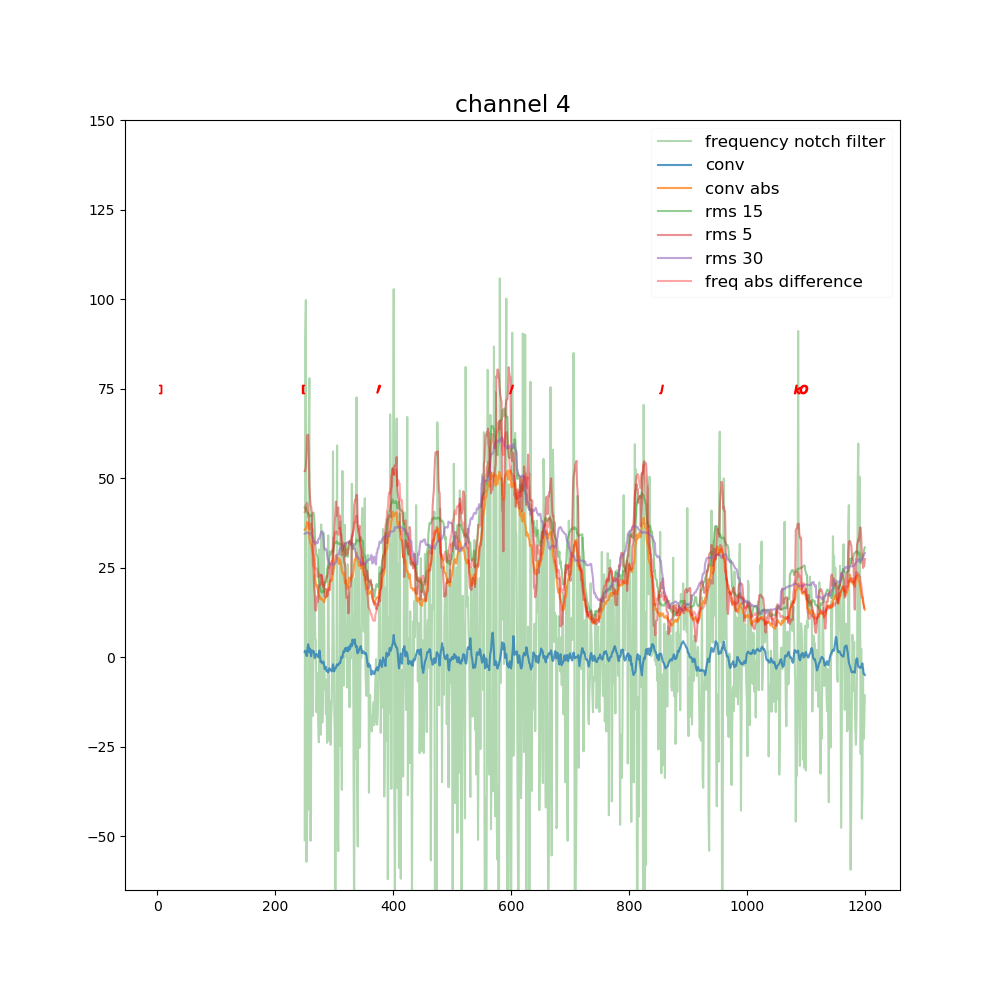 channel 4
150
125
100
75
50
25
0
−25
−50
frequency notch filter
conv
conv abs
rms 15
rms 5
rms 30
freq abs difference
0 200 400 600 800 1000 1200